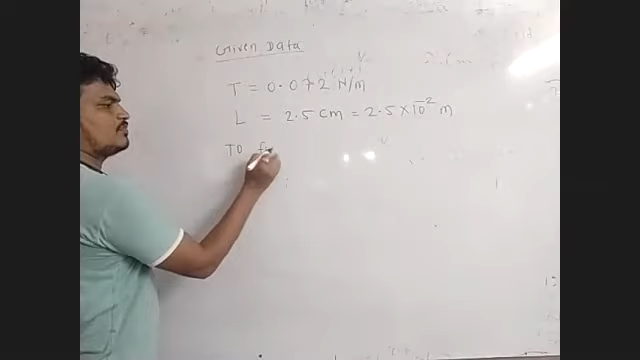 Given Data
T = 0.072 N/m
L = 2.5 cm = 2.5 × 10⁻² m
TO f